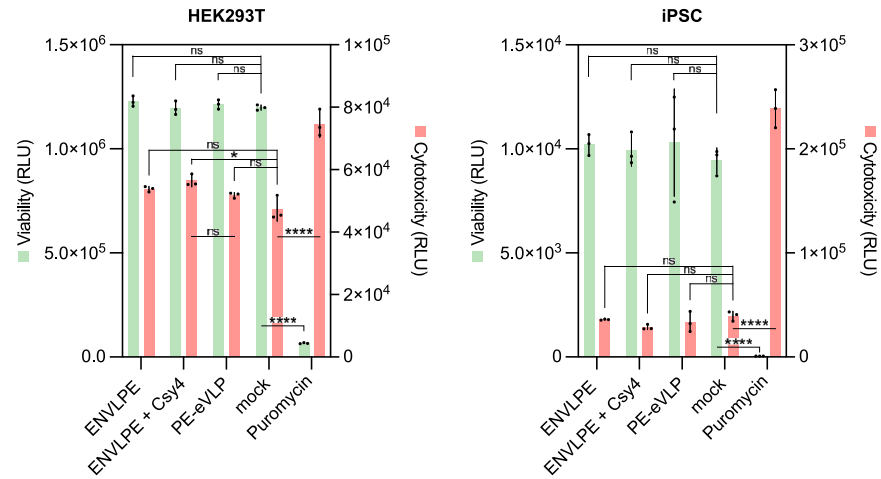 HEK293T
1.5×10⁶
1.0×10⁶
5.0×10⁵
0.0
Viability (RLU)
1×10⁵
8×10⁴
6×10⁴
4×10⁴
2×10⁴
0
Cytotoxicity (RLU)
ns
ns
ns
ns
*
ns
ns
****
****
ENVLPE
ENVLPE + Csy4
PE-eVLP
mock
Puromycin
iPSC
1.5×10⁴
1.0×10⁴
5.0×10³
0
Viability (RLU)
3×10⁵
2×10⁵
1×10⁵
0
Cytotoxicity (RLU)
ns
ns
ns
ns
ns
ns
****
****
ENVLPE
ENVLPE + Csy4
PE-eVLP
mock
Puromycin